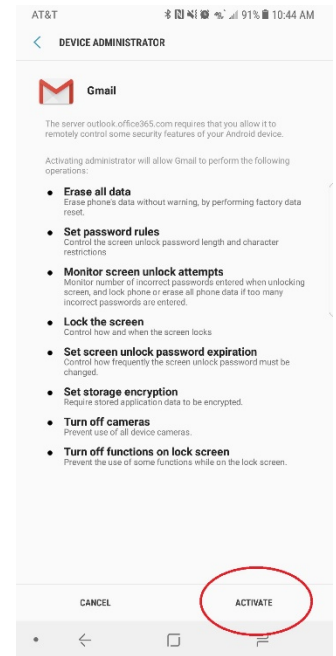 AT&T 91% 10:44 AM
DEVICE ADMINISTRATOR
Gmail
The server outlook.office365.com requires that you allow it to
remotely control some security features of your Android device.
Activating administrator will allow Gmail to perform the following
operations:
Erase all data
Erase phone's data without warning, by performing factory data
reset.
Set password rules
Control the screen unlock password length and character
restrictions
Monitor screen unlock attempts
Monitor number of incorrect passwords entered when unlocking
screen, and lock phone or erase all phone data if too many
incorrect passwords are entered.
Lock the screen
Control how and when the screen locks
Set screen unlock password expiration
Control how frequently the screen unlock password must be
changed.
Set storage encryption
Require stored application data to be encrypted.
Turn off cameras
Prevent use of all device cameras.
Turn off functions on lock screen
Prevent the use of some functions while on the lock screen.
CANCEL ACTIVATE